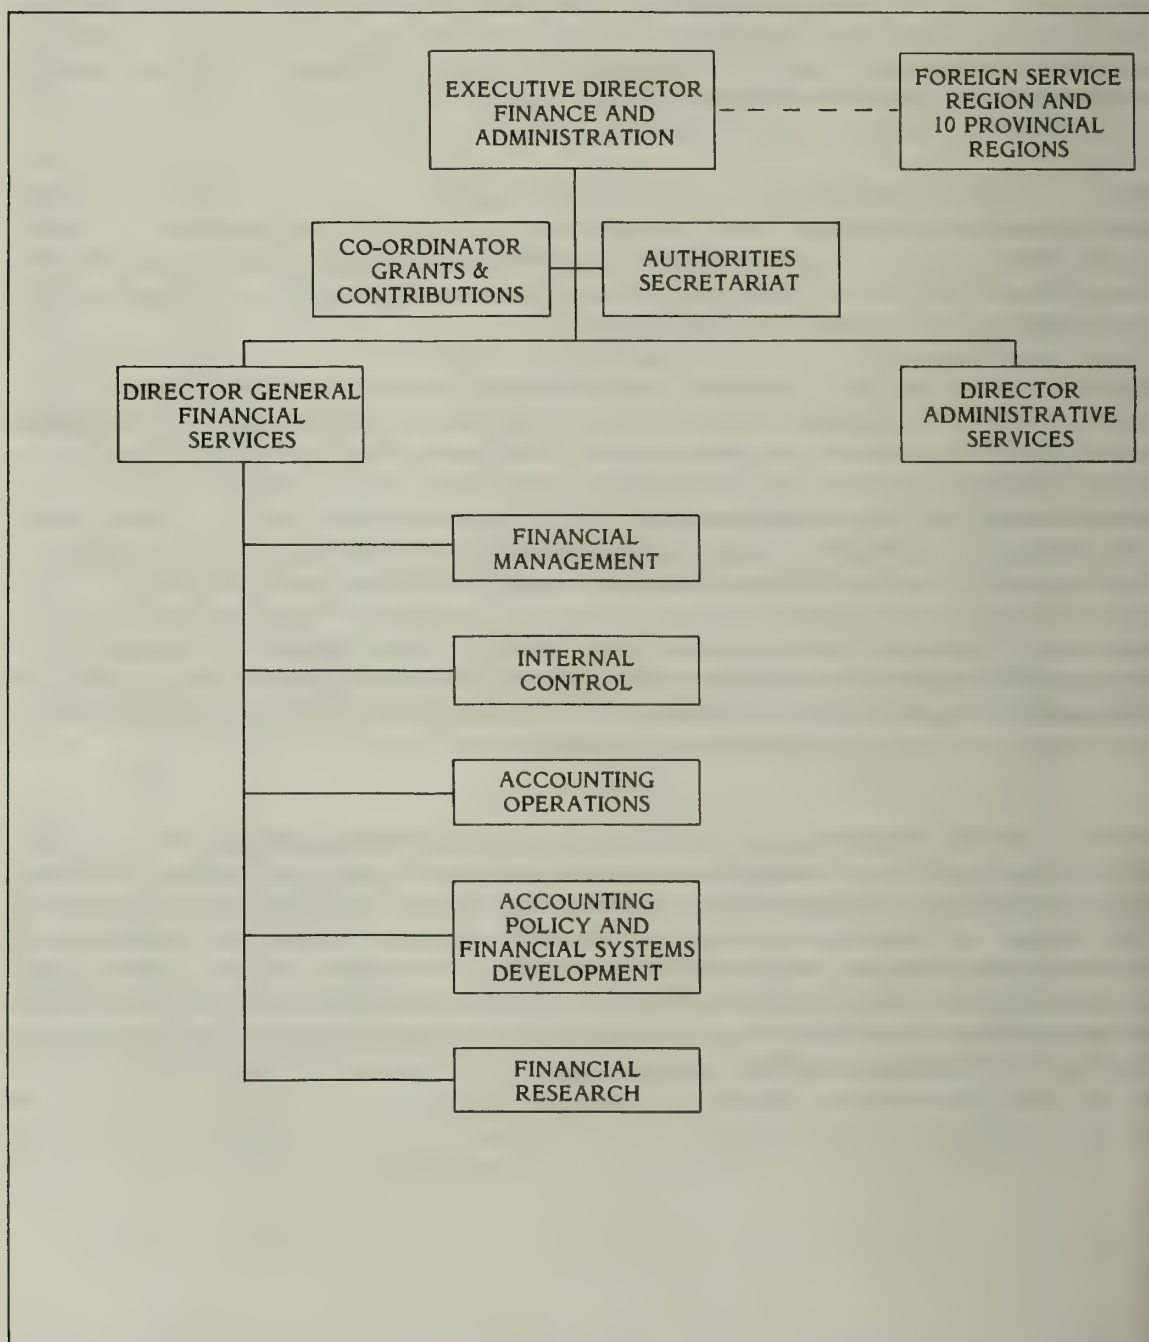 EXECUTIVE DIRECTOR
FINANCE AND
ADMINISTRATION
FOREIGN SERVICE
REGION AND
10 PROVINCIAL
REGIONS
CO-ORDINATOR
GRANTS &
CONTRIBUTIONS
AUTHORITIES
SECRETARIAT
DIRECTOR GENERAL
FINANCIAL
SERVICES
DIRECTOR
ADMINISTRATIVE
SERVICES
FINANCIAL
MANAGEMENT
INTERNAL
CONTROL
ACCOUNTING
OPERATIONS
ACCOUNTING
POLICY AND
FINANCIAL SYSTEMS
DEVELOPMENT
FINANCIAL
RESEARCH